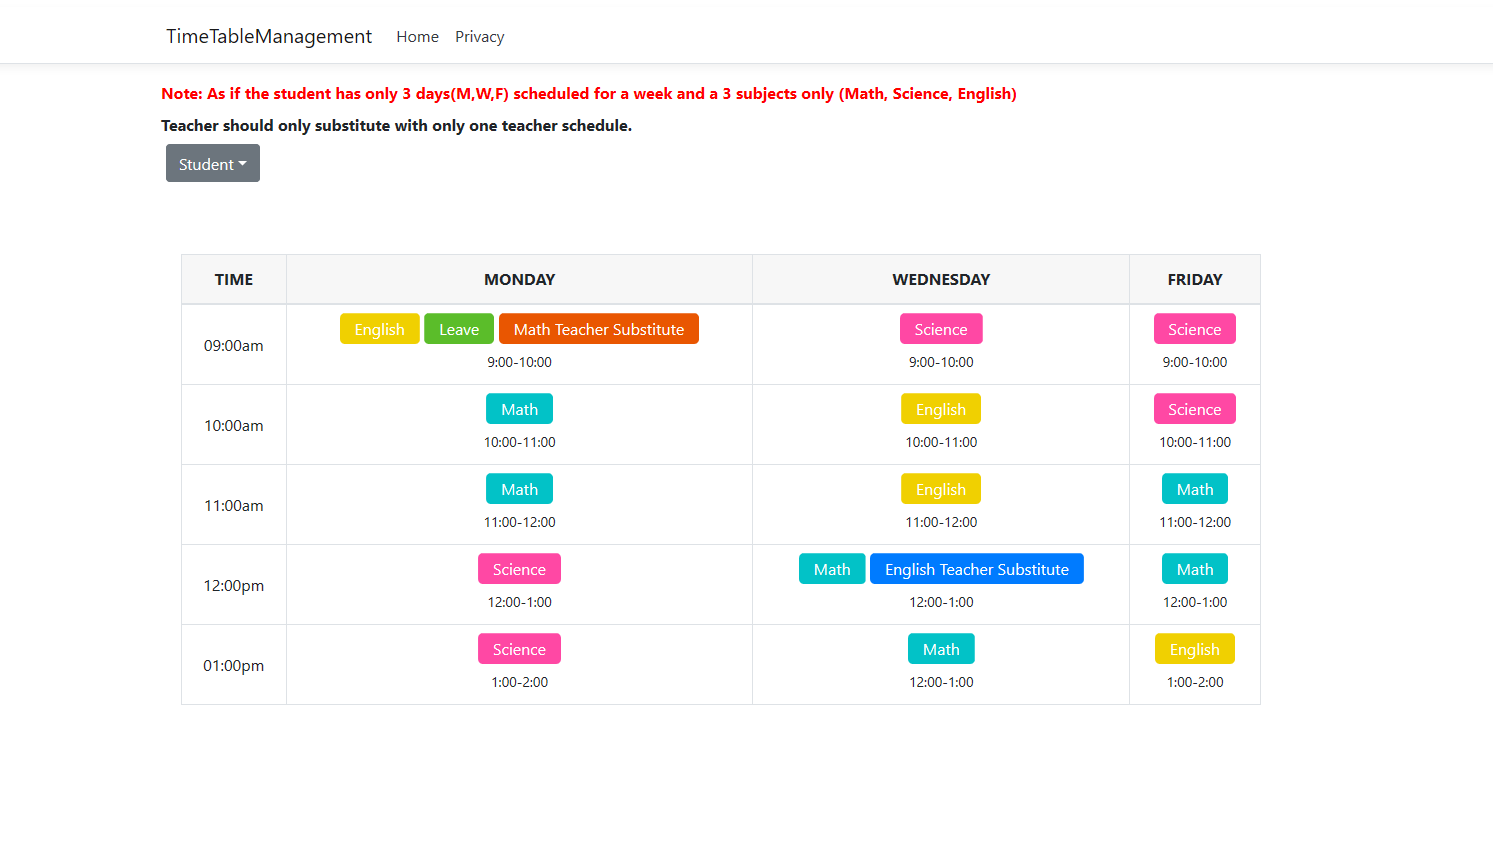 TimeTableManagement Home Privacy
Note: As if the student has only 3 days(M,W,F) scheduled for a week and a 3 subjects only (Math, Science, English)
Teacher should only substitute with only one teacher schedule.
Student
TIME MONDAY WEDNESDAY FRIDAY
09:00am English Leave Math Teacher Substitute Science Science
9:00-10:00 9:00-10:00 9:00-10:00
10:00am Math English Science
10:00-11:00 10:00-11:00 10:00-11:00
11:00am Math English Math
11:00-12:00 11:00-12:00 11:00-12:00
12:00pm Science Math English Teacher Substitute Math
12:00-1:00 12:00-1:00 12:00-1:00
01:00pm Science Math English
1:00-2:00 12:00-1:00 1:00-2:00